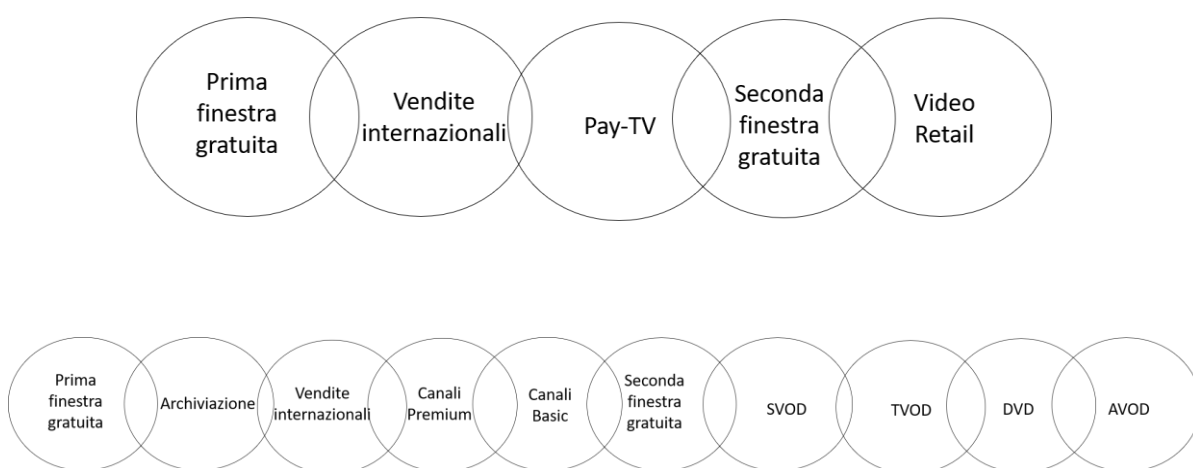 Prima
finestra
gratuita
Vendite
internazionali
Pay-TV
Seconda
finestra
gratuita
Video
Retail
Prima
finestra
gratuita
Archiviazione
Vendite
internazionali
Canali
Premium
Canali
Basic
Seconda
finestra
gratuita
SVOD
TVOD
DVD
AVOD